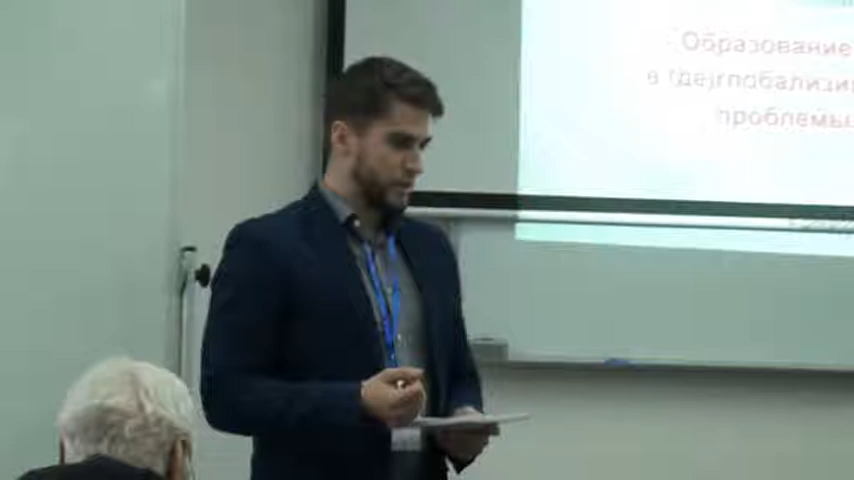 Образование
в (де)глобализи
проблемы